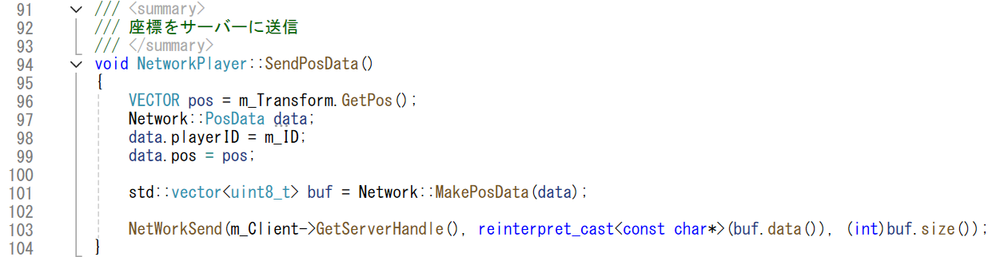 91 /// <summary>
92 /// 座標をサーバーに送信
93 /// </summary>
94 void NetworkPlayer::SendPosData()
95 {
96 VECTOR pos = m_Transform.GetPos();
97 Network::PosData data;
98 data.playerID = m_ID;
99 data.pos = pos;
100
101 std::vector<uint8_t> buf = Network::MakePosData(data);
102
103 NetWorkSend(m_Client->GetServerHandle(), reinterpret_cast<const char*>(buf.data()), (int)buf.size());
104 }